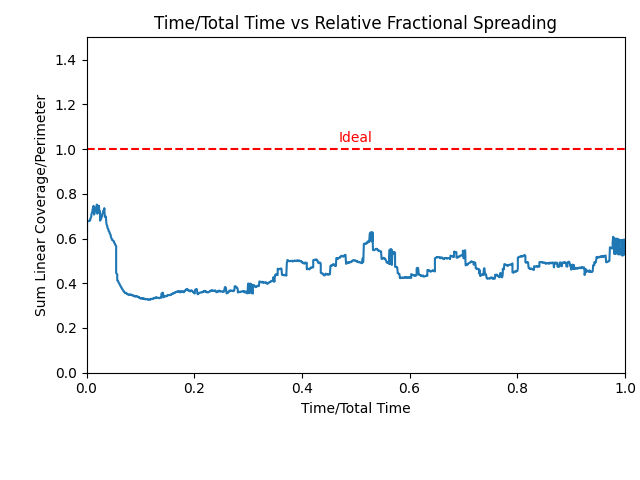 Time/Total Time vs Relative Fractional Spreading
Sum Linear Coverage/Perimeter
1.4
1.2
1.0
0.8
0.6
0.4
0.2
0.0
Ideal
0.0 0.2 0.4 0.6 0.8 1.0
Time/Total Time